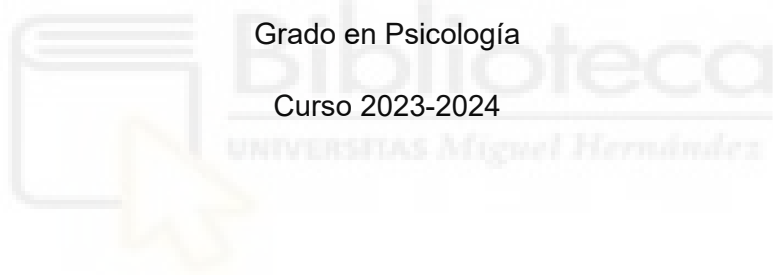 Grado en Psicología
Curso 2023-2024
Biblioteca
UNIVERSITAS Miguel Hernández